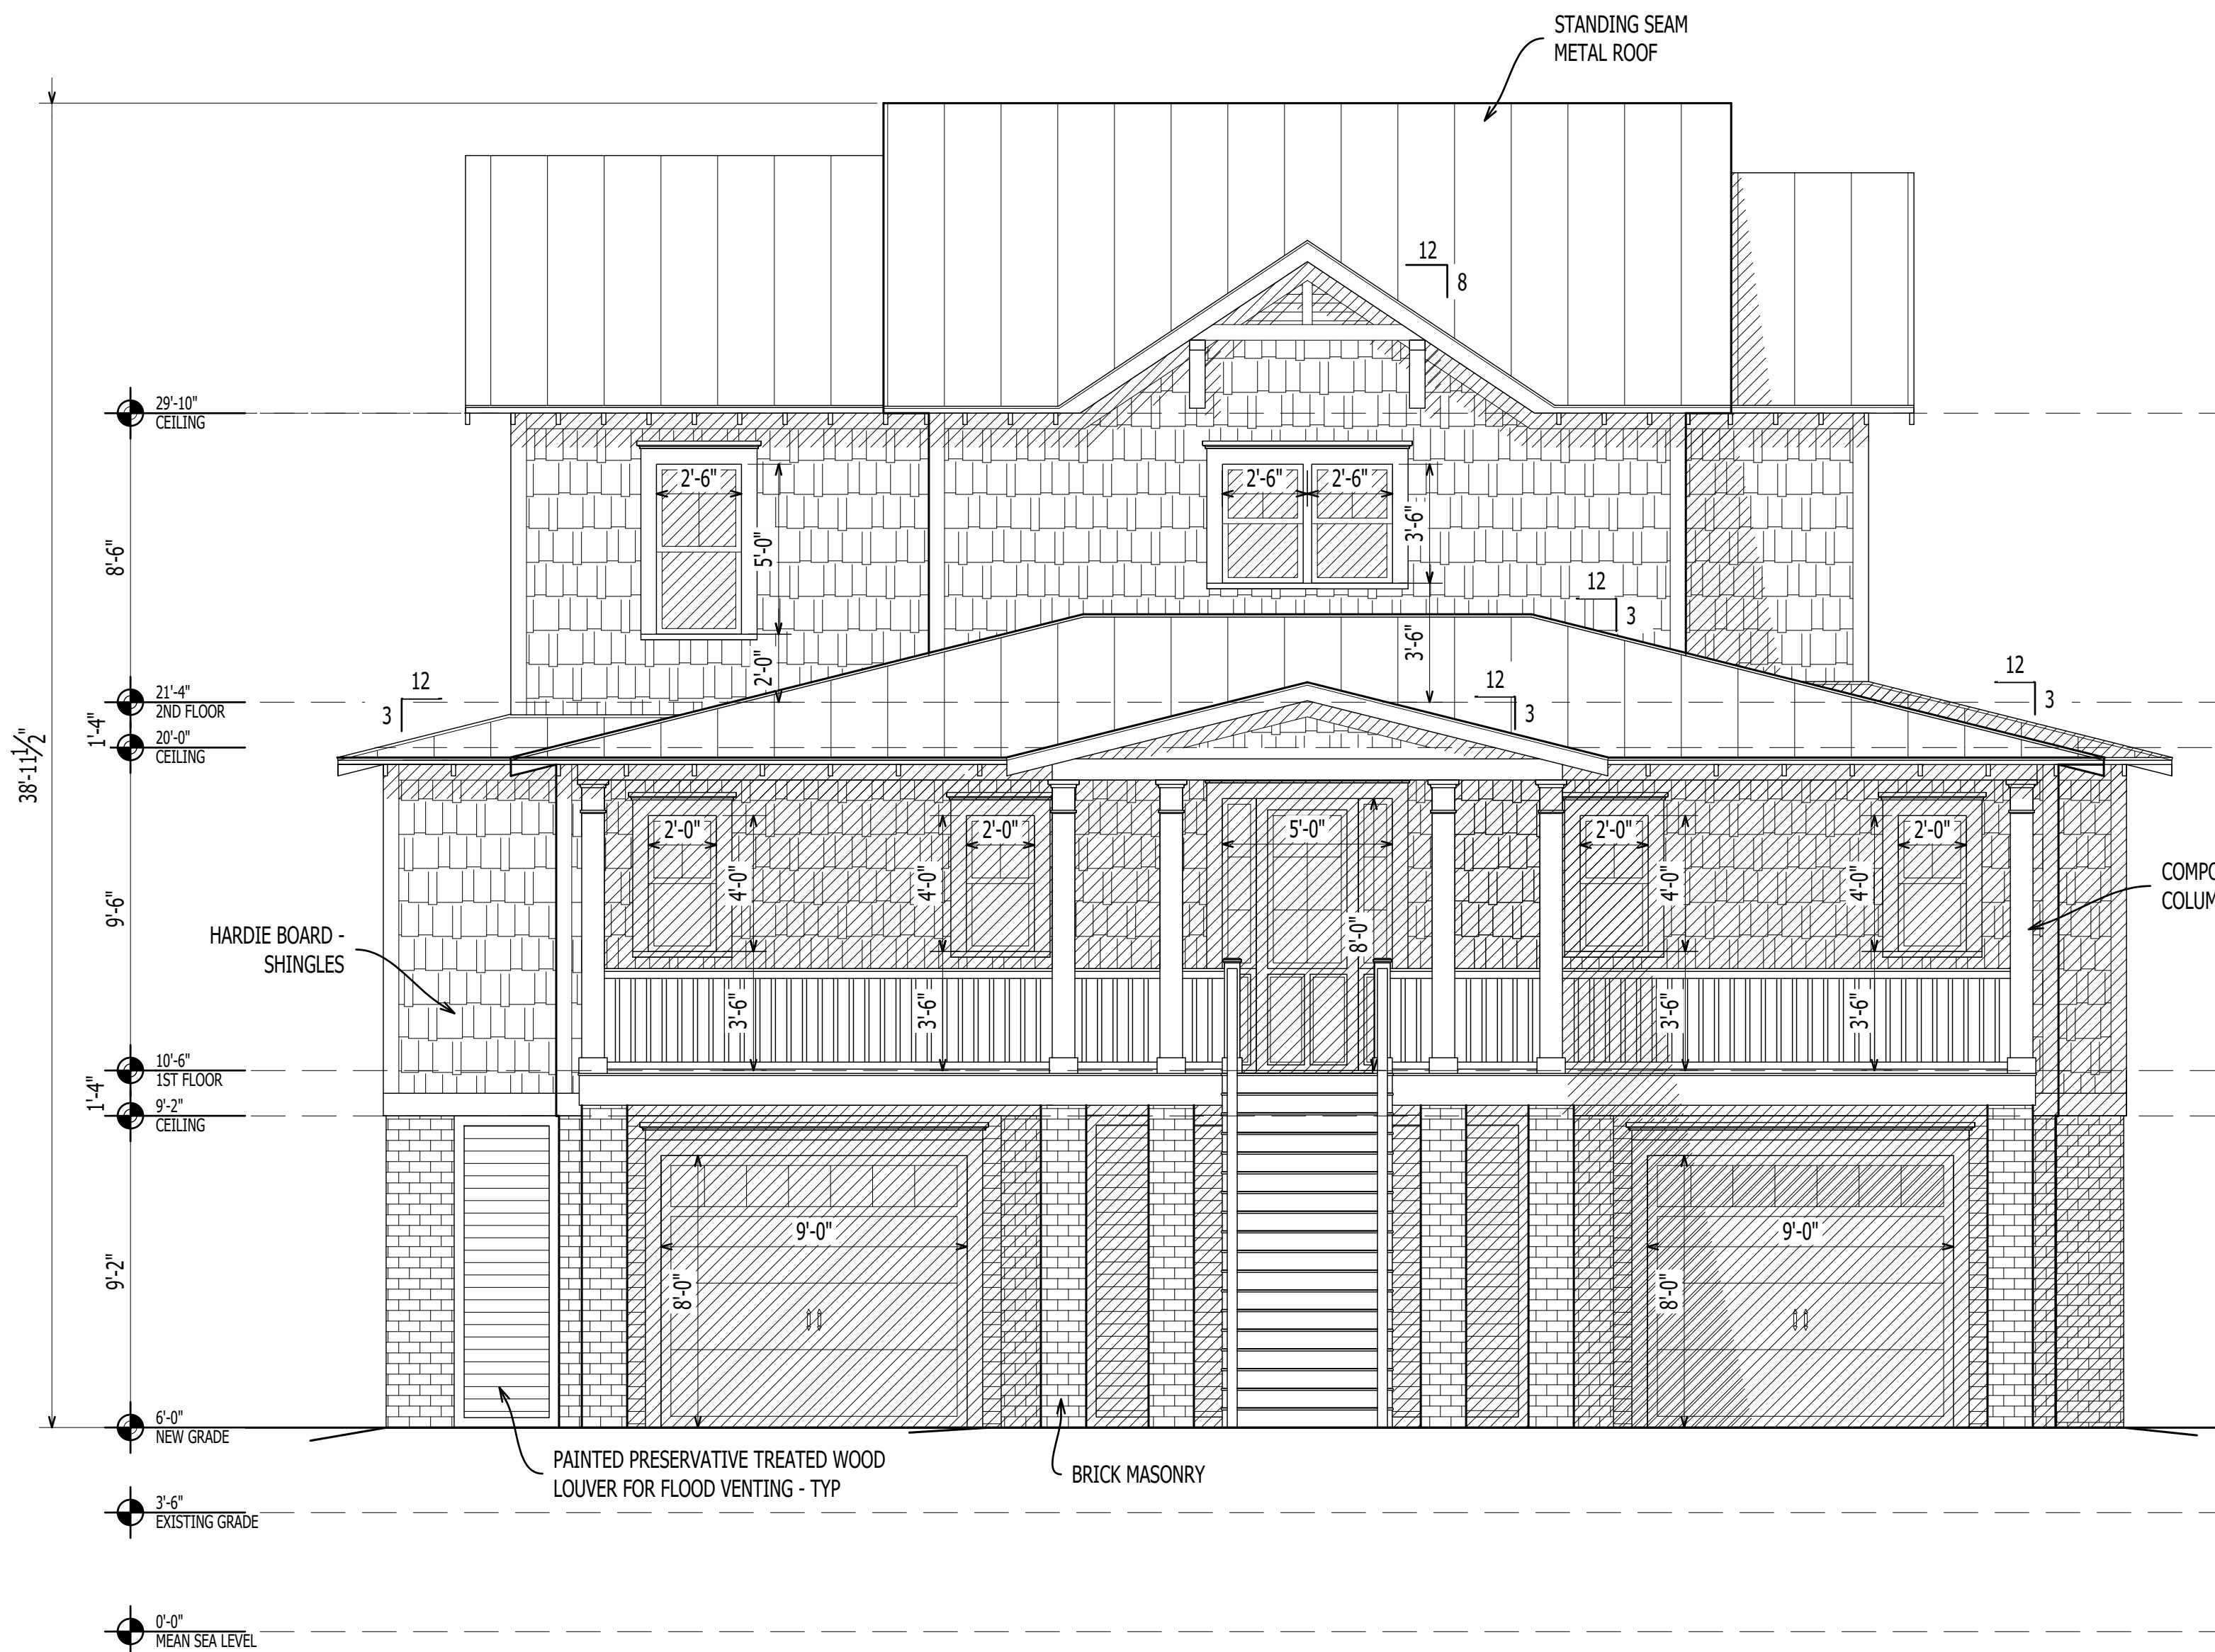 STANDING SEAM
METAL ROOF
12
8
29'-10"
CEILING
2'-6"
2'-6"
2'-6"
5'-0"
3'-6"
8'-6"
12
3
2'-0"
3'-6"
12
3
12
3
12
3
21'-4"
2ND FLOOR
1'-4"
20'-0"
CEILING
38'-11½"
2'-0"
2'-0"
5'-0"
2'-0"
2'-0"
4'-0"
4'-0"
4'-0"
4'-0"
8'-0"
9'-6"
HARDIE BOARD -
SHINGLES
COMPO
COLUM
3'-6"
3'-6"
3'-6"
3'-6"
10'-6"
1ST FLOOR
1'-4"
9'-2"
CEILING
9'-0"
9'-0"
8'-0"
8'-0"
9'-2"
6'-0"
NEW GRADE
PAINTED PRESERVATIVE TREATED WOOD
LOUVER FOR FLOOD VENTING - TYP
BRICK MASONRY
3'-6"
EXISTING GRADE
0'-0"
MEAN SEA LEVEL